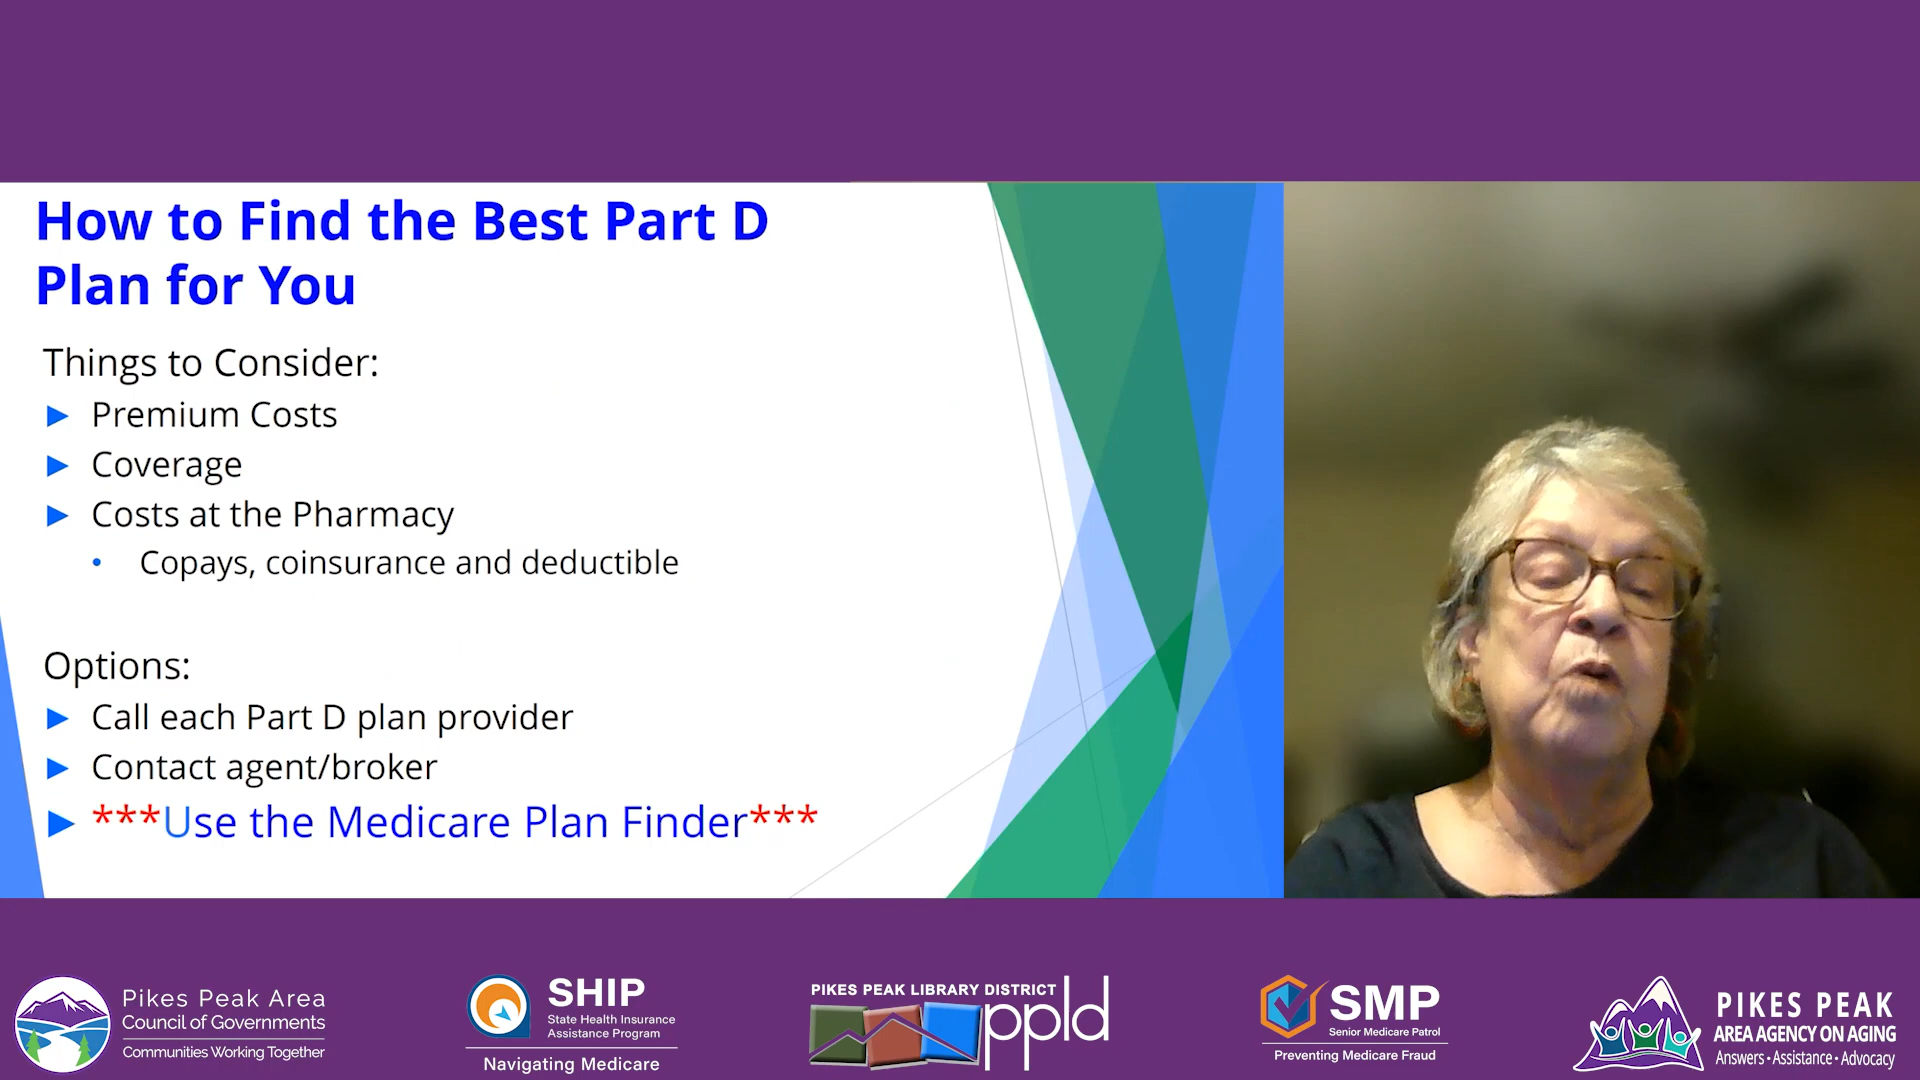 How to Find the Best Part D
Plan for You
Things to Consider:
Premium Costs
Coverage
Costs at the Pharmacy
Copays, coinsurance and deductible
Options:
Call each Part D plan provider
Contact agent/broker
***Use the Medicare Plan Finder***
Pikes Peak Area
Council of Governments
Communities Working Together
SHIP
State Health Insurance
Assistance Program
Navigating Medicare
PIKES PEAK LIBRARY DISTRICT
ppld
SMP
Senior Medicare Patrol
Preventing Medicare Fraud
PIKES PEAK
AREA AGENCY ON AGING
Answers • Assistance • Advocacy